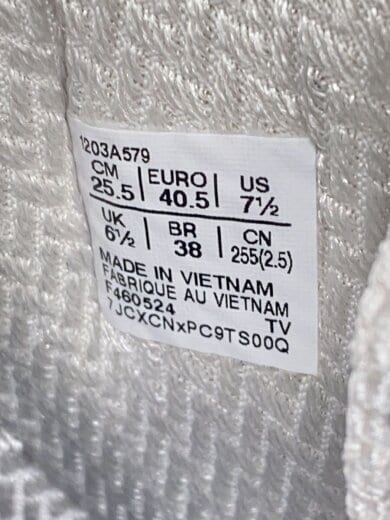 1203A579
CM | EURO | US
25.5 | 40.5 | 7½
UK | BR | CN
6½ | 38 | 255(2.5)
MADE IN VIETNAM
FABRIQUE AU VIETNAM
F460524 TV
7JCXCNxPC9TS00Q